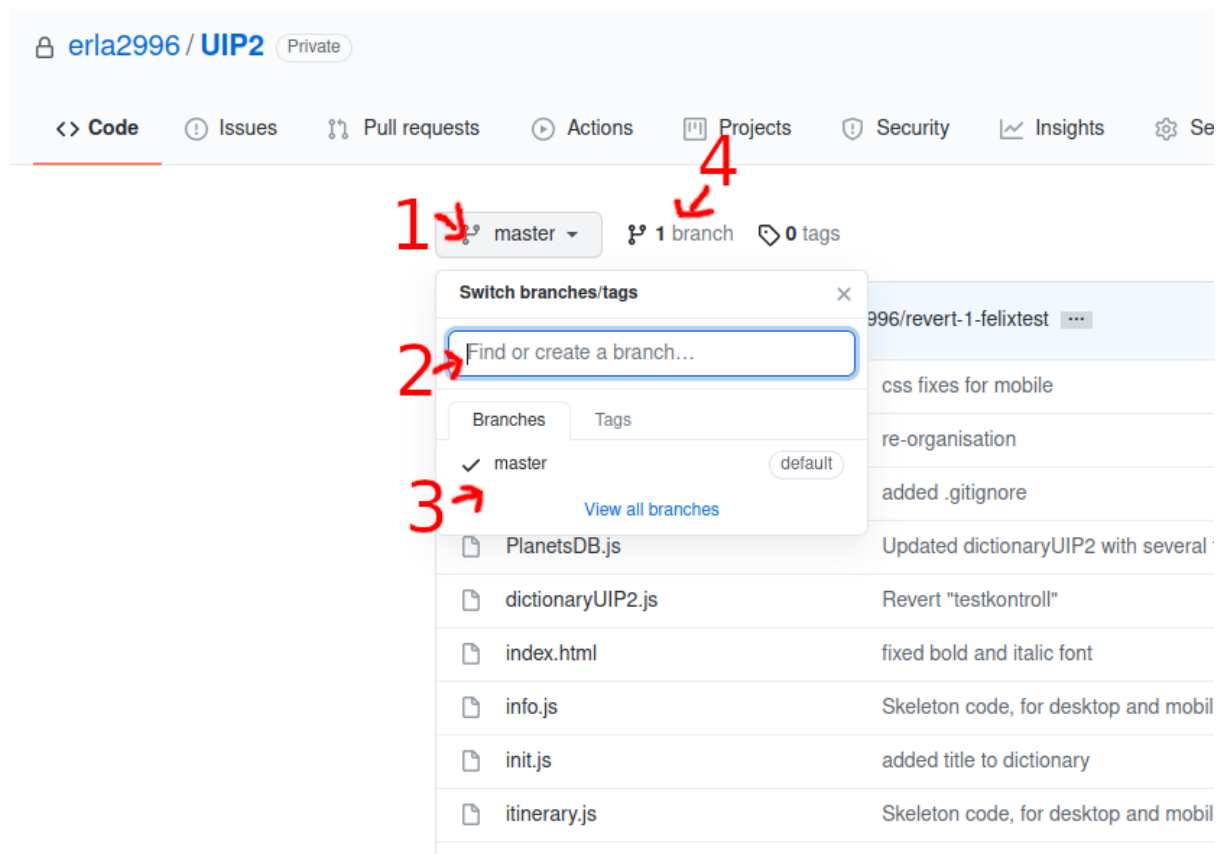 erla2996 / UIP2 Private
Code Issues Pull requests Actions Projects Security Insights Se
4
1 master 1 branch 0 tags
Switch branches/tags
996/revert-1-felixtest ...
2 Find or create a branch...
css fixes for mobile
Branches Tags
re-organisation
master default
added .gitignore
3 View all branches
PlanetsDB.js Updated dictionaryUIP2 with several
dictionaryUIP2.js Revert "testkontroll"
index.html fixed bold and italic font
info.js Skeleton code, for desktop and mobil
init.js added title to dictionary
itinerary.js Skeleton code, for desktop and mobil